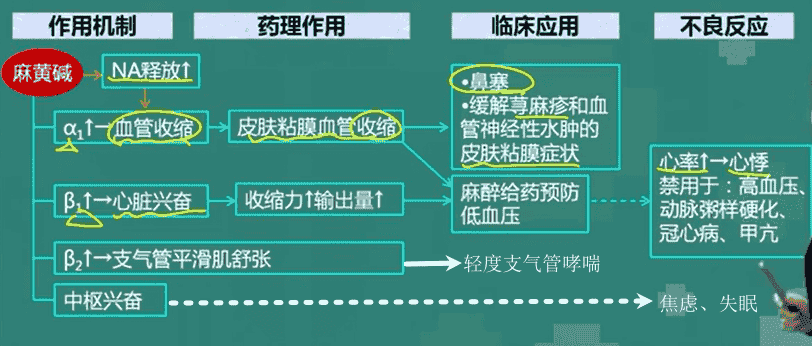 作用机制
药理作用
临床应用
不良反应
麻黄碱
NA释放↑
α₁↑→血管收缩
皮肤粘膜血管收缩
•鼻塞
•缓解荨麻疹和血
管神经性水肿的
皮肤粘膜症状
β₁↑→心脏兴奋
收缩力↑输出量↑
麻醉给药预防
低血压
心率↑→心悸
禁用于：高血压、
动脉粥样硬化、
冠心病、甲亢
β₂↑→支气管平滑肌舒张
轻度支气管哮喘
中枢兴奋
焦虑、失眠